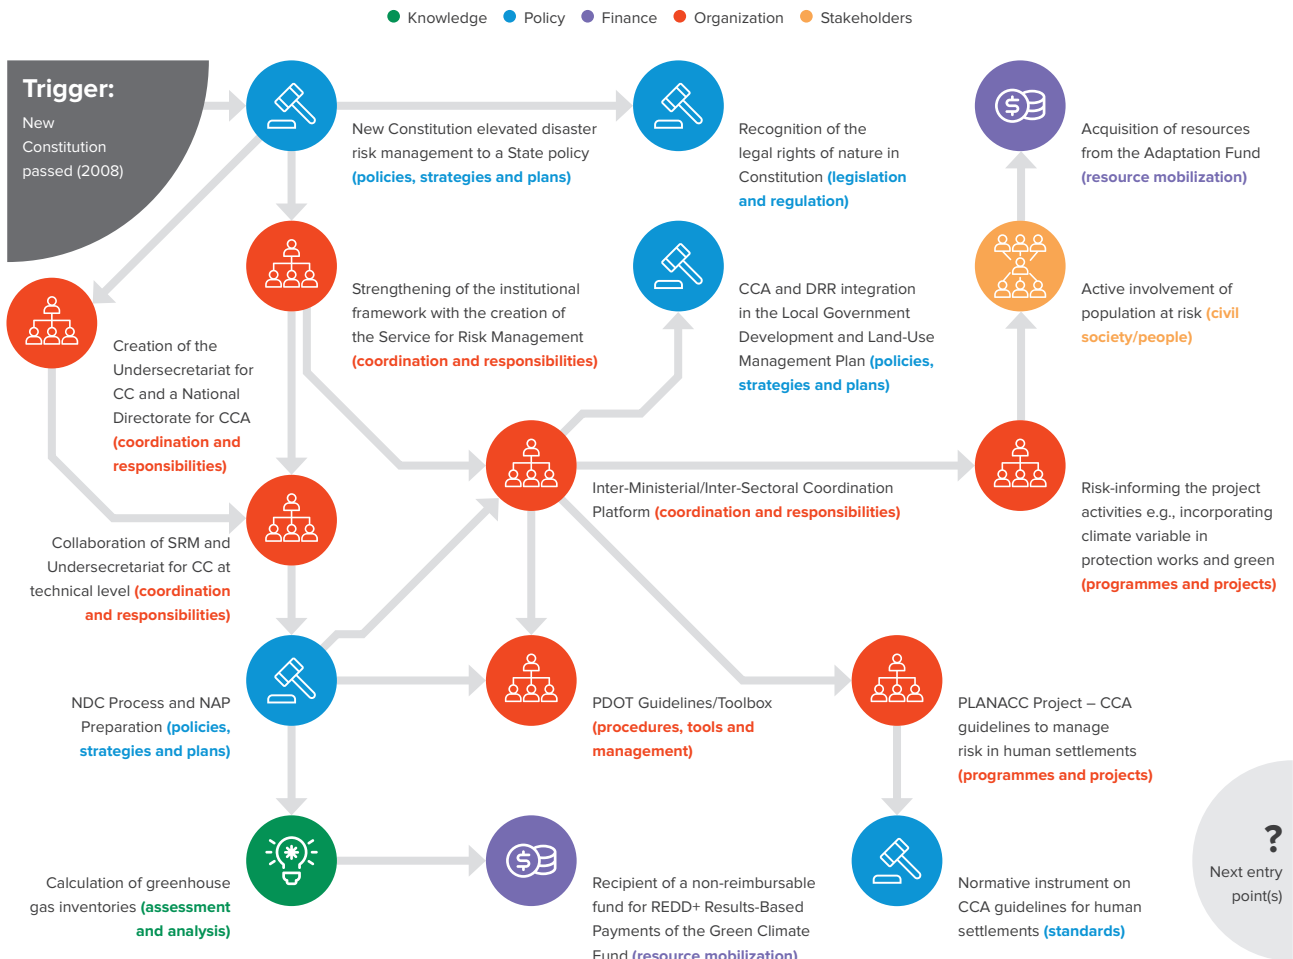 Knowledge Policy Finance Organization Stakeholders
Trigger:
New
Constitution
passed (2008)
New Constitution elevated disaster
risk management to a State policy
(policies, strategies and plans)
Recognition of the
legal rights of nature in
Constitution (legislation
and regulation)
Acquisition of resources
from the Adaptation Fund
(resource mobilization)
Strengthening of the institutional
framework with the creation of
the Service for Risk Management
(coordination and responsibilities)
CCA and DRR integration
in the Local Government
Development and Land-Use
Management Plan (policies,
strategies and plans)
Active involvement of
population at risk (civil
society/people)
Creation of the
Undersecretariat for
CC and a National
Directorate for CCA
(coordination and
responsibilities)
Inter-Ministerial/Inter-Sectoral Coordination
Platform (coordination and responsibilities)
Risk-informing the project
activities e.g., incorporating
climate variable in
protection works and green
(programmes and projects)
Collaboration of SRM and
Undersecretariat for CC at
technical level (coordination
and responsibilities)
NDC Process and NAP
Preparation (policies,
strategies and plans)
PDOT Guidelines/Toolbox
(procedures, tools and
management)
PLANACC Project – CCA
guidelines to manage
risk in human settlements
(programmes and projects)
Calculation of greenhouse
gas inventories (assessment
and analysis)
Recipient of a non-reimbursable
fund for REDD+ Results-Based
Payments of the Green Climate
Fund (resource mobilization)
Normative instrument on
CCA guidelines for human
settlements (standards)
?
Next entry
point(s)